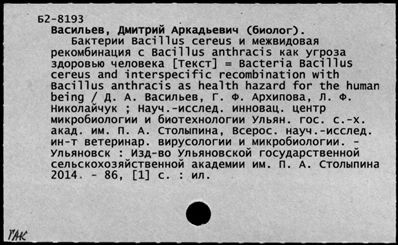 Б2-8193
Васильев, Дмитрий Аркадьевич (биолог).
Бактерии Bacillus cereus и межвидовая
рекомбинация с Bacillus anthracis как угроза
здоровью человека [Текст] = Bacteria Bacillus
cereus and interspecific recombination with
Bacillus anthracis as health hazard for the human
being / Д. А. Васильев, Г. Ф. Архипова, Л. Ф.
Николайчук ; Науч.-исслед. инновац. центр
микробиологии и биотехнологии Ульян. гос. с.-х.
акад. им. П. А. Столыпина, Всерос. науч.-исслед.
ин-т ветеринар. вирусологии и микробиологии. -
Ульяновск : Изд-во Ульяновской государственной
сельскохозяйственной академии им. П. А. Столыпина
2014. - 86, [1] с. : ил.
ГАК